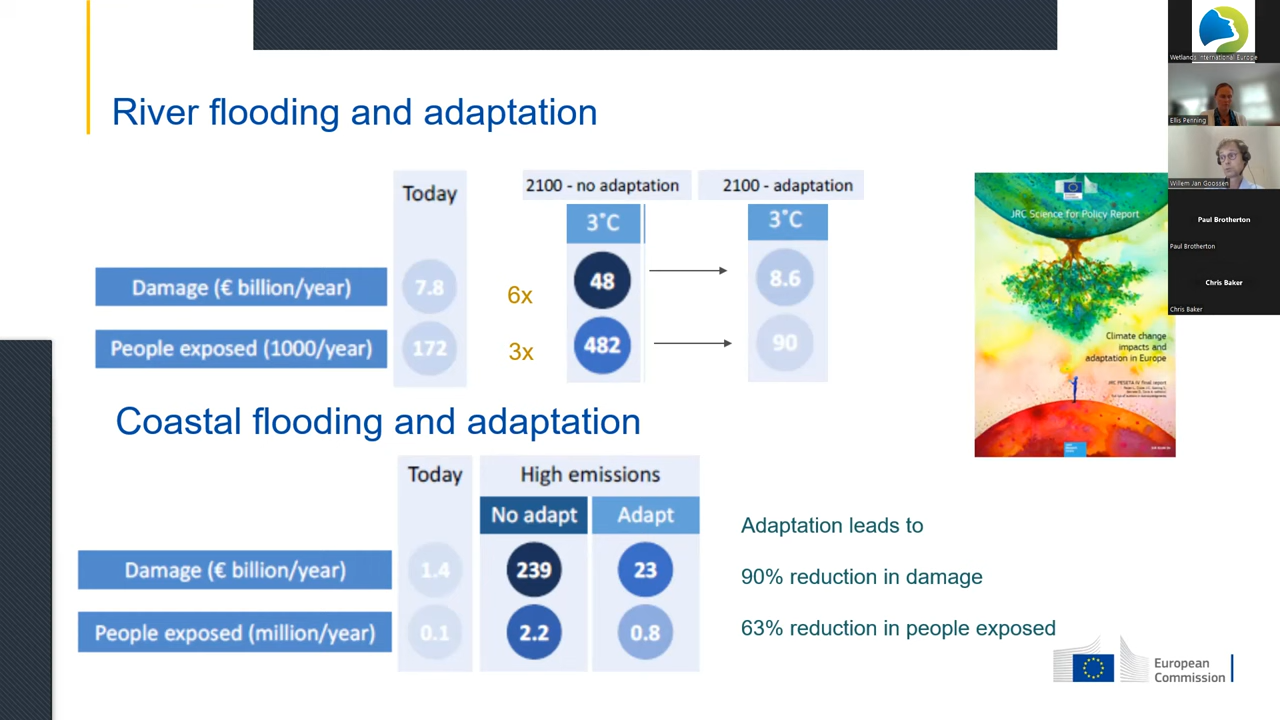 River flooding and adaptation
Today
2100 - no adaptation
2100 - adaptation
3°C
3°C
Damage (€ billion/year)
7.8
6x
48
8.6
People exposed (1000/year)
172
3x
482
90
Coastal flooding and adaptation
Today
High emissions
No adapt
Adapt
Damage (€ billion/year)
1.4
239
23
People exposed (million/year)
0.1
2.2
0.8
Adaptation leads to
90% reduction in damage
63% reduction in people exposed
JRC Science for Policy Report
Climate change
impacts and
adaptation in Europe
JRC PESETA IV final report
European
Commission
Wetlands International Europe
Ellis Penning
Willem Jan Goossen
Paul Brotherton
Paul Brotherton
Chris Baker
Chris Baker